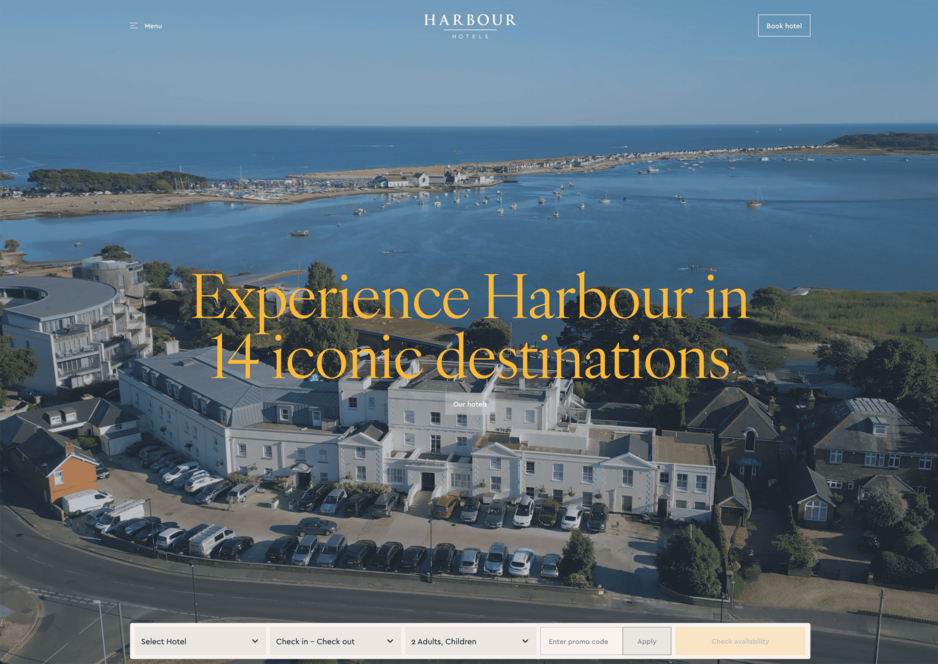 Menu
HARBOUR
HOTELS
Book hotel
Experience Harbour in
14 iconic destinations
Our hotels
Select Hotel
Check in – Check out
2 Adults, Children
Enter promo code
Apply
Check availability